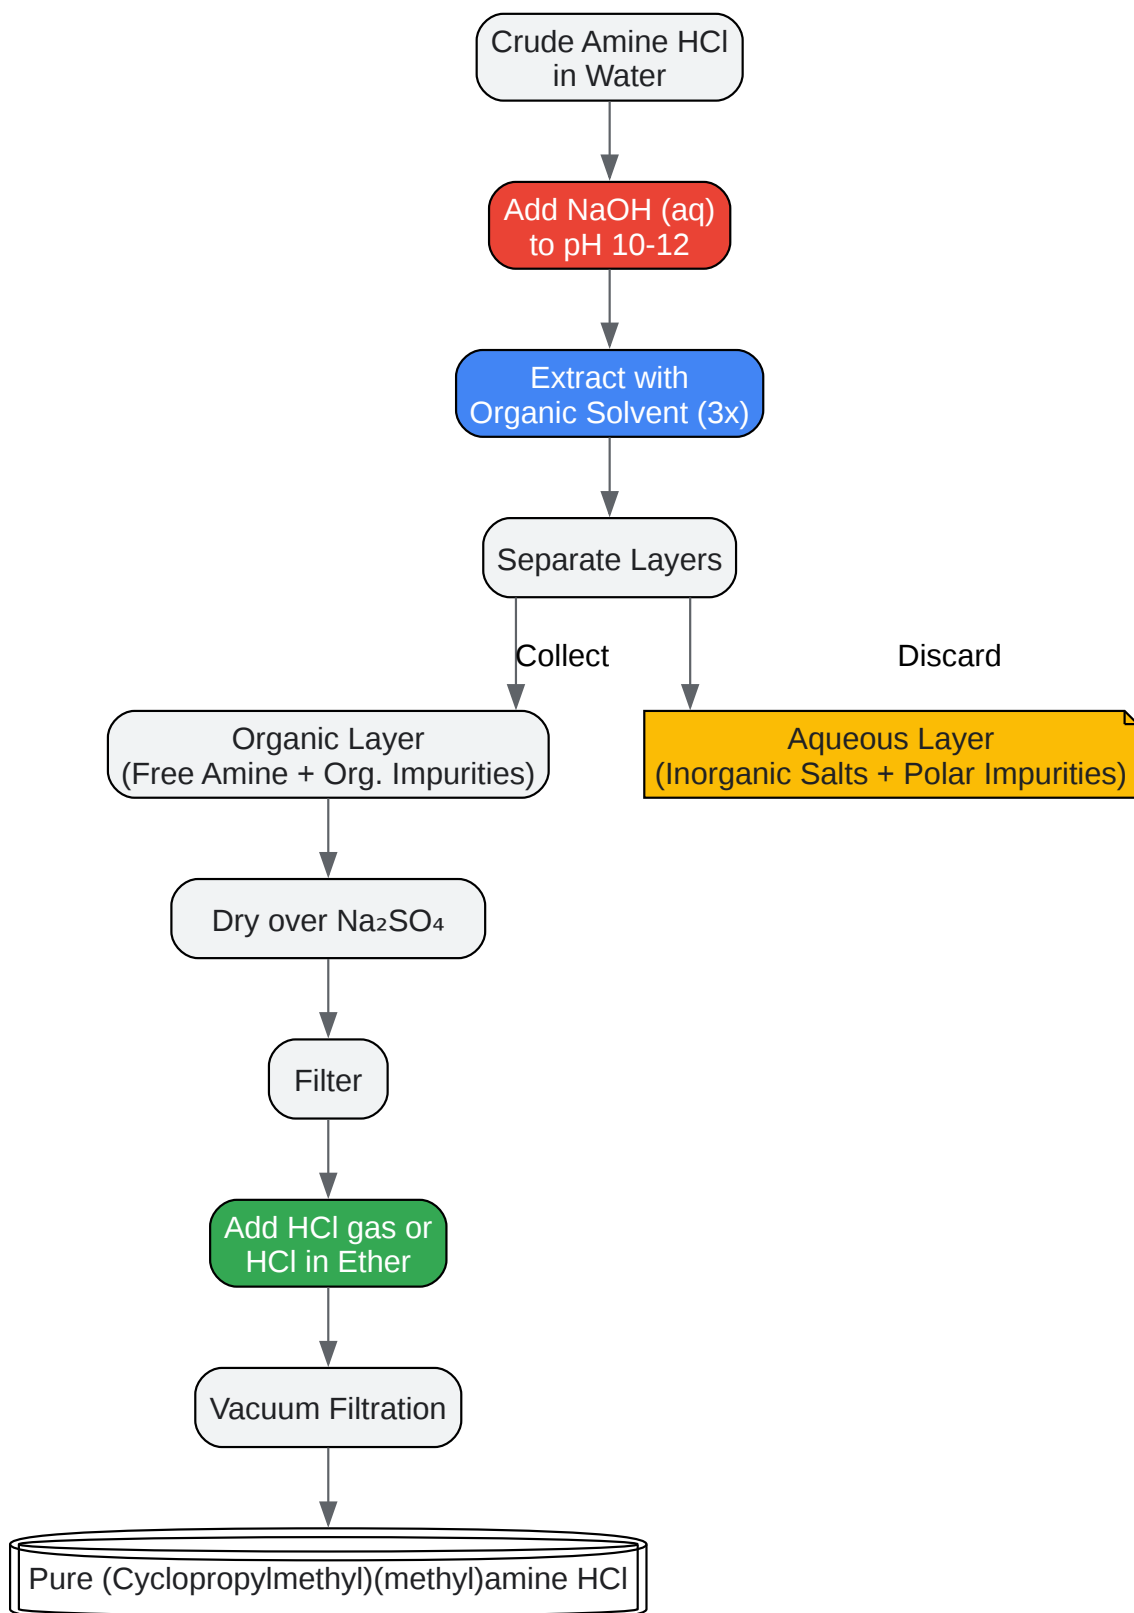 Crude Amine HCl
in Water
Add NaOH (aq)
to pH 10-12
Extract with
Organic Solvent (3x)
Separate Layers
Collect
Discard
Organic Layer
(Free Amine + Org. Impurities)
Aqueous Layer
(Inorganic Salts + Polar Impurities)
Dry over Na₂SO₄
Filter
Add HCl gas or
HCl in Ether
Vacuum Filtration
Pure (Cyclopropylmethyl)(methyl)amine HCl